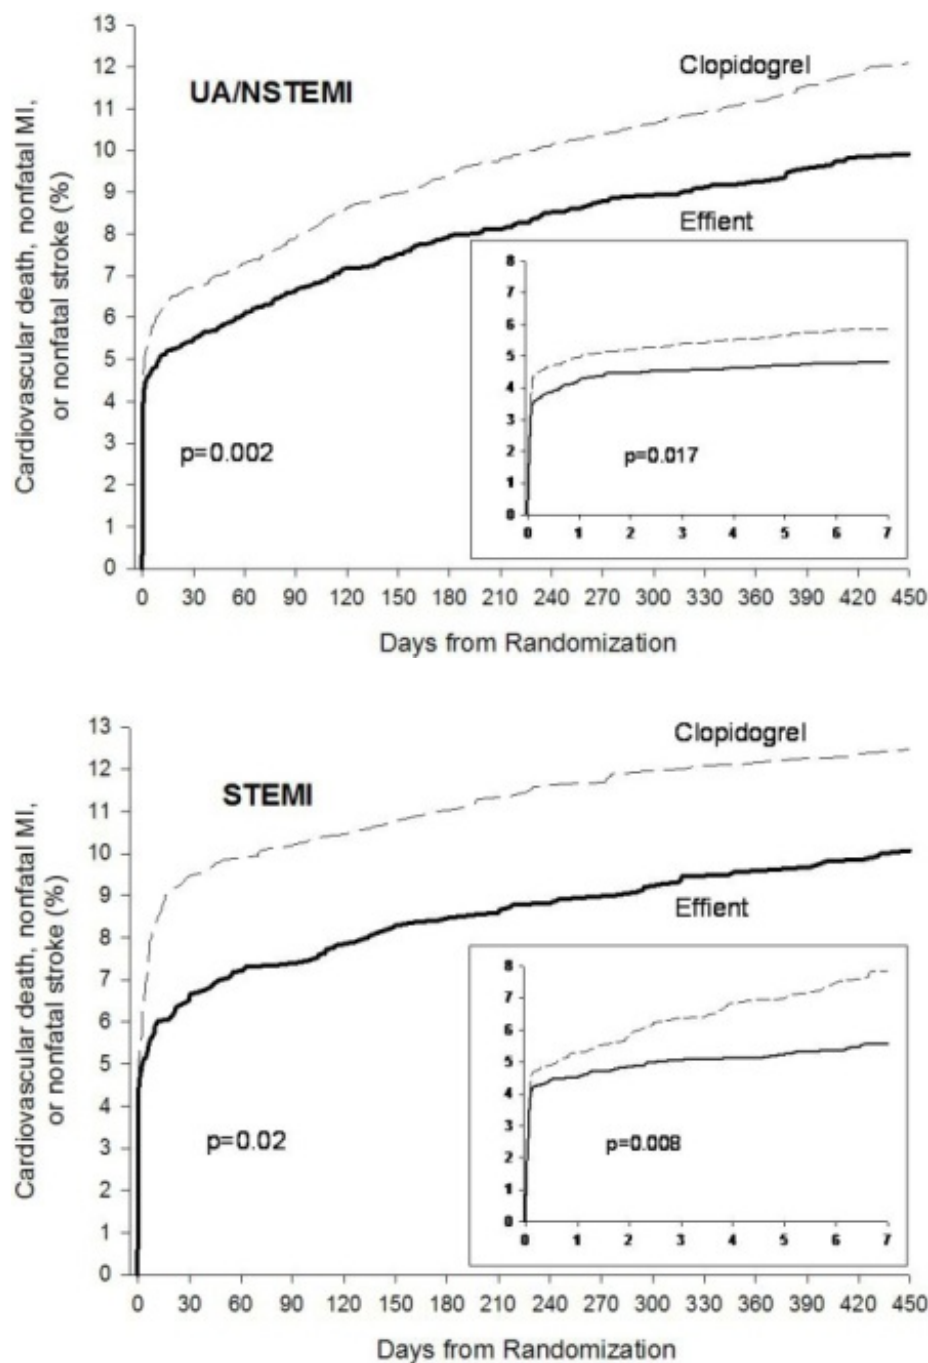 13
12
11
10
9
8
7
6
5
4
3
2
1
0
Cardiovascular death, nonfatal MI,
or nonfatal stroke (%)
UA/NSTEMI
Clopidogrel
Effient
p=0.002
8
7
6
5
4
3
2
1
0
p=0.017
0 1 2 3 4 5 6 7
0 30 60 90 120 150 180 210 240 270 300 330 360 390 420 450
Days from Randomization
13
12
11
10
9
8
7
6
5
4
3
2
1
0
Cardiovascular death, nonfatal MI,
or nonfatal stroke (%)
Clopidogrel
STEMI
Effient
p=0.02
8
7
6
5
4
3
2
1
0
p=0.008
0 1 2 3 4 5 6 7
0 30 60 90 120 150 180 210 240 270 300 330 360 390 420 450
Days from Randomization